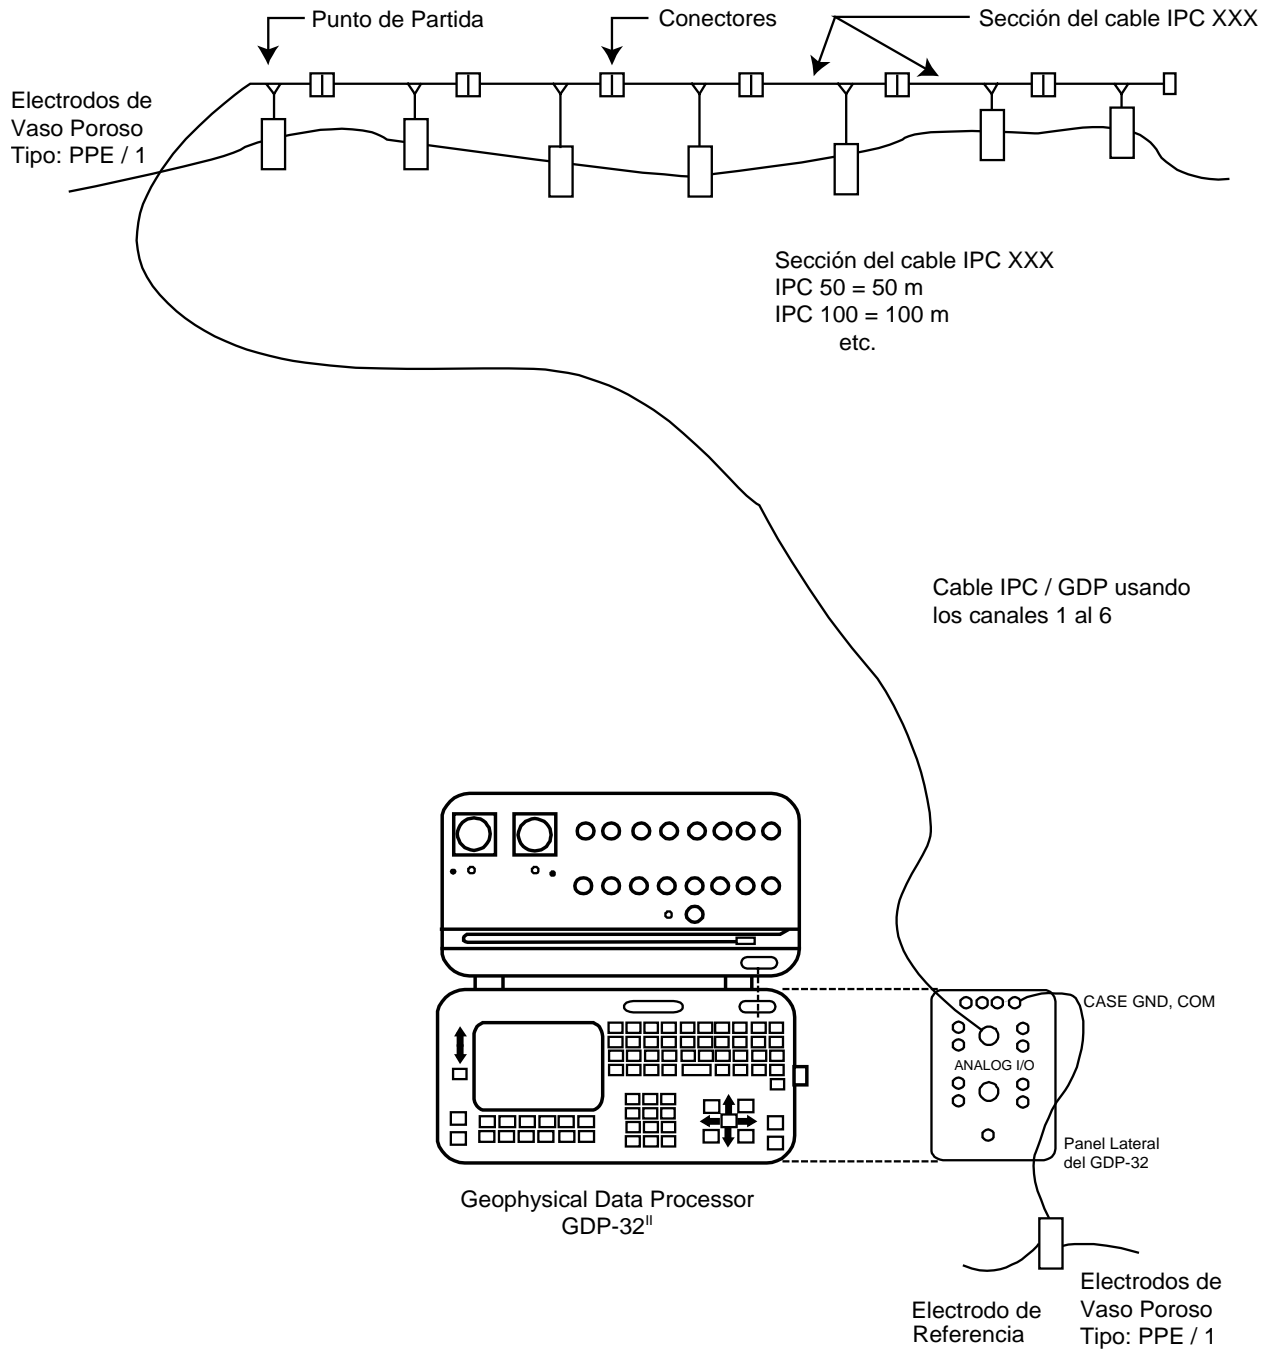 Punto de Partida
Conectores
Sección del cable IPC XXX
Electrodos de
Vaso Poroso
Tipo: PPE / 1
Sección del cable IPC XXX
IPC 50 = 50 m
IPC 100 = 100 m
etc.
Cable IPC / GDP usando
los canales 1 al 6
CASE GND, COM
ANALOG I/O
Panel Lateral
del GDP-32
Geophysical Data Processor
GDP-32II
Electrodo de
Referencia
Electrodos de
Vaso Poroso
Tipo: PPE / 1